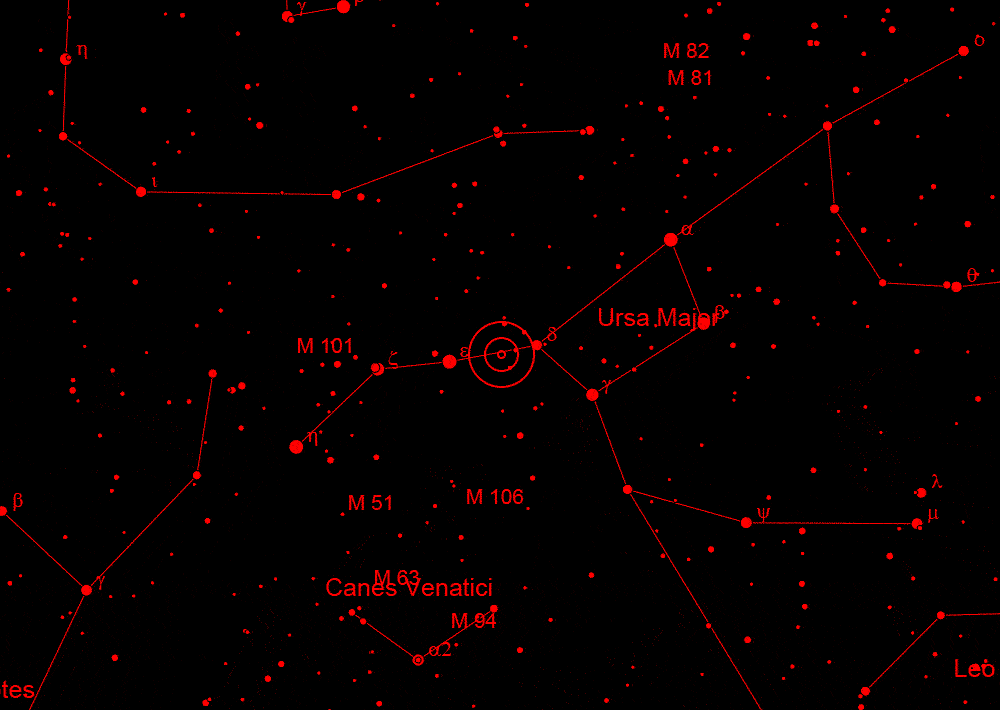 γ
μ
ο
η
M 82
M 81
ι
α
θ
Ursa Major
β
δ
M 101
ζ
ε
γ
η
λ
β
M 51
M 106
ψ
μ
M 63
γ
Canes Venatici
M 94
α2
Leo
tes